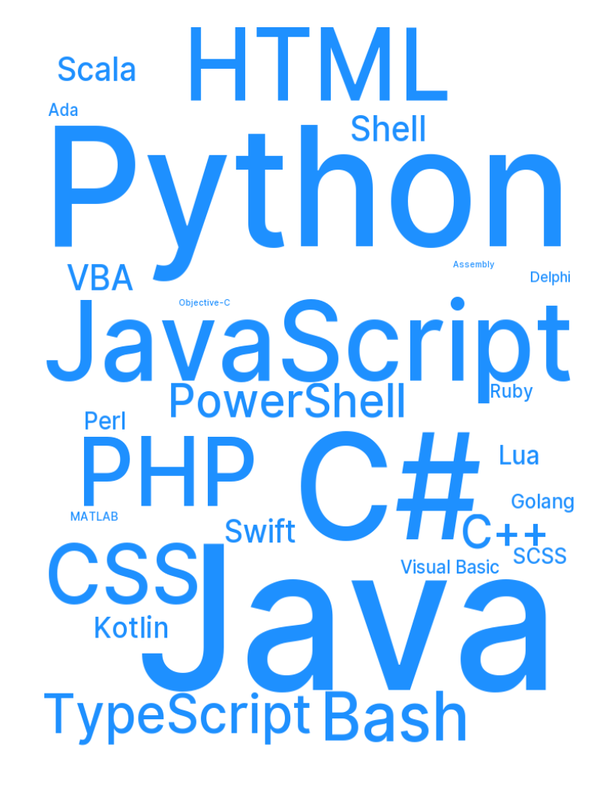 HTML
Scala
Ada
Shell
Python
VBA
Assembly
Delphi
Objective-C
JavaScript
PowerShell
Ruby
Perl
PHP
C#
Lua
Golang
MATLAB
Swift
C++
CSS
SCSS
Visual Basic
Java
Kotlin
TypeScript
Bash